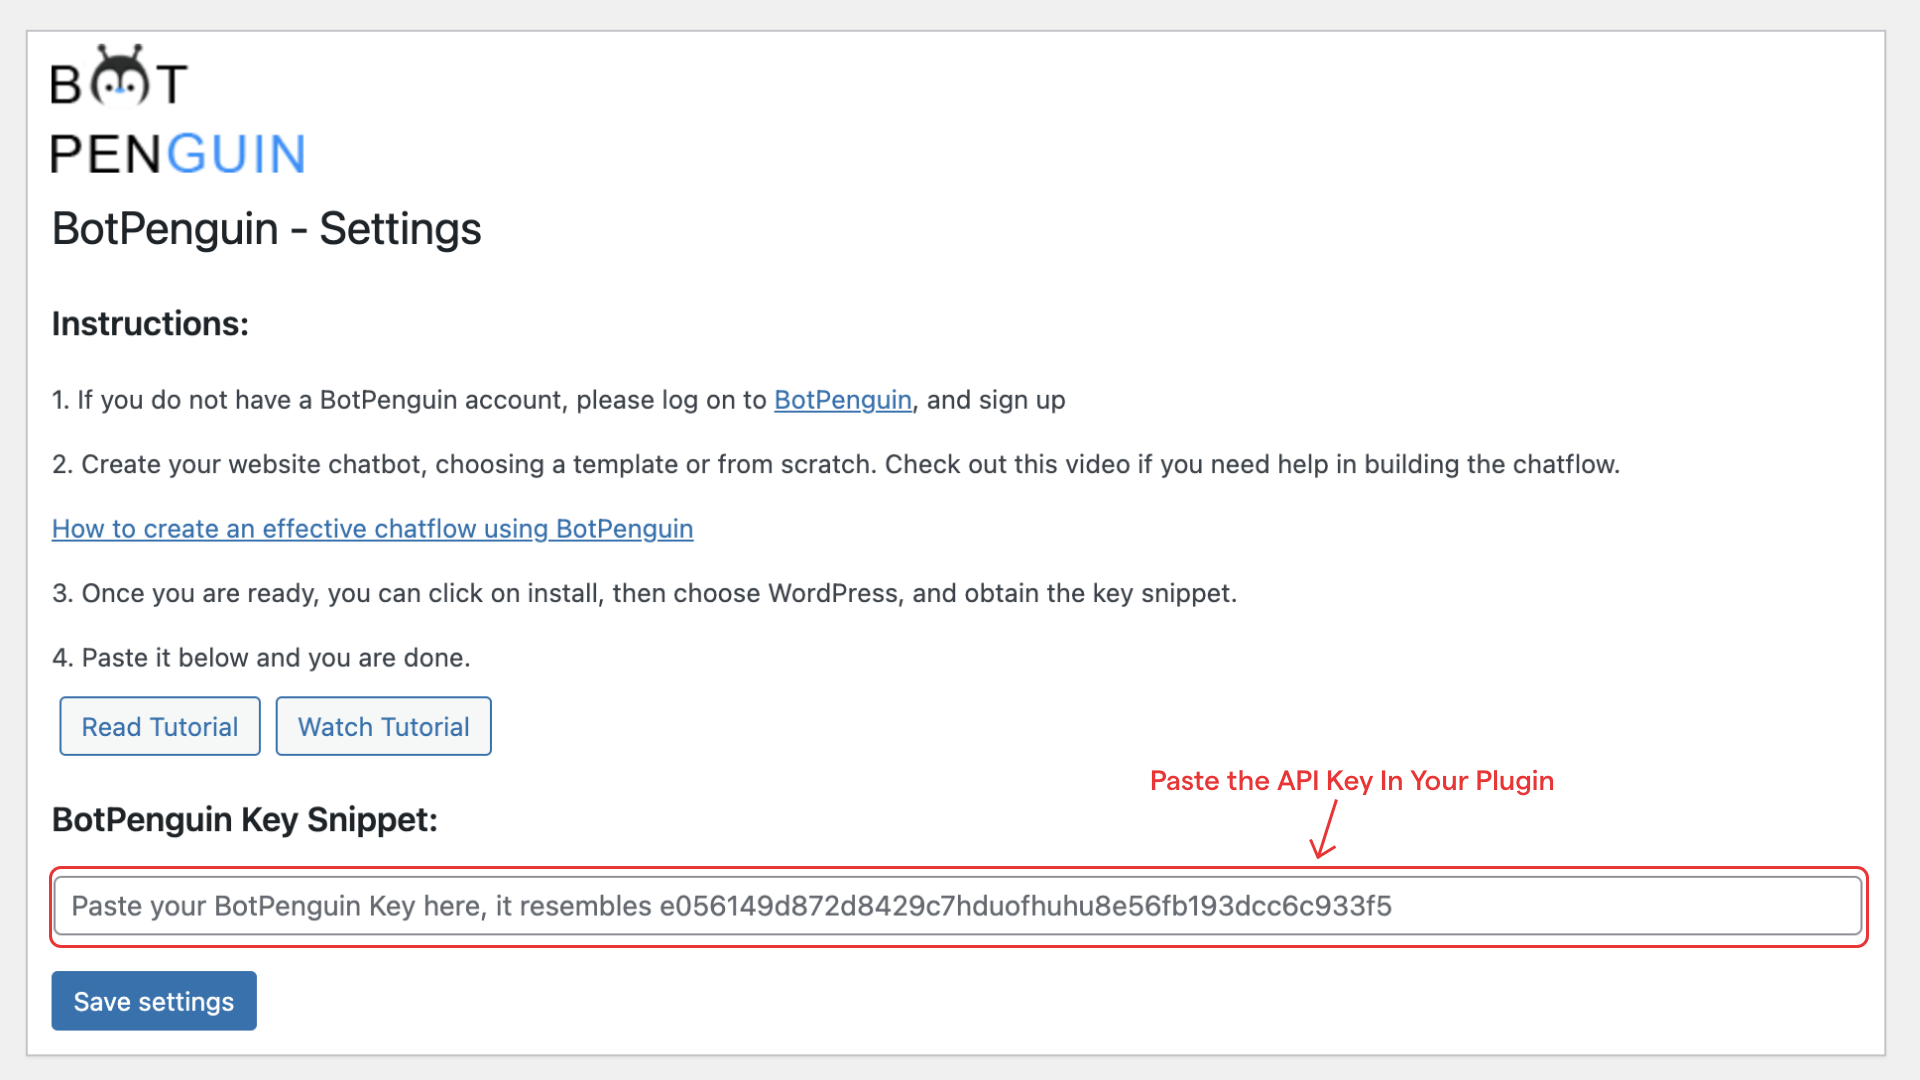 BOT
PENGUIN
BotPenguin - Settings
Instructions:
1. If you do not have a BotPenguin account, please log on to BotPenguin, and sign up
2. Create your website chatbot, choosing a template or from scratch. Check out this video if you need help in building the chatflow.
How to create an effective chatflow using BotPenguin
3. Once you are ready, you can click on install, then choose WordPress, and obtain the key snippet.
4. Paste it below and you are done.
Read Tutorial Watch Tutorial
Paste the API Key In Your Plugin
BotPenguin Key Snippet:
Paste your BotPenguin Key here, it resembles e056149d872d8429c7hduofhuhu8e56fb193dcc6c933f5
Save settings